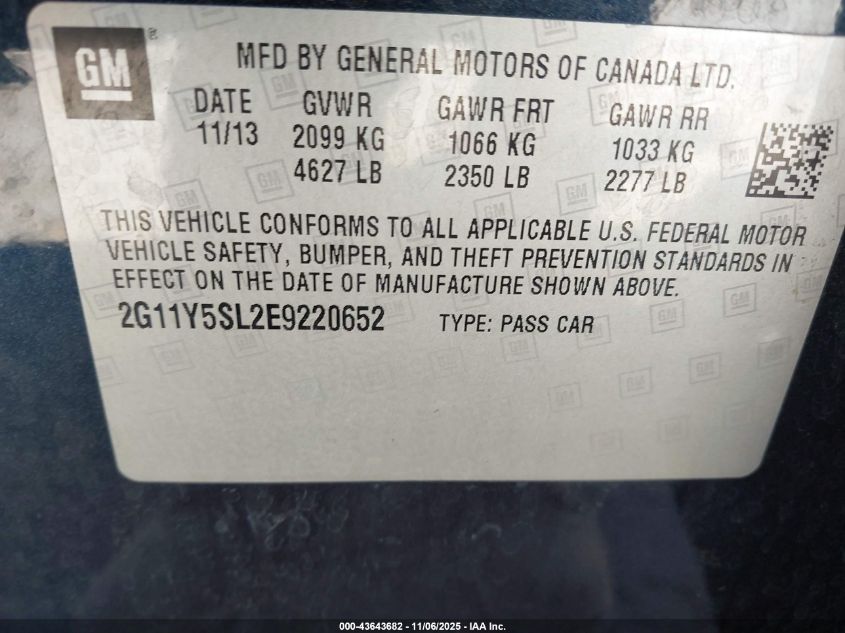 GM
MFD BY GENERAL MOTORS OF CANADA LTD.
DATE GVWR GAWR FRT GAWR RR
11/13 2099 KG 1066 KG 1033 KG
4627 LB 2350 LB 2277 LB
THIS VEHICLE CONFORMS TO ALL APPLICABLE U.S. FEDERAL MOTOR
VEHICLE SAFETY, BUMPER, AND THEFT PREVENTION STANDARDS IN
EFFECT ON THE DATE OF MANUFACTURE SHOWN ABOVE.
2G11Y5SL2E9220652 TYPE: PASS CAR
000-43643682 - 11/06/2025 - IAA Inc.